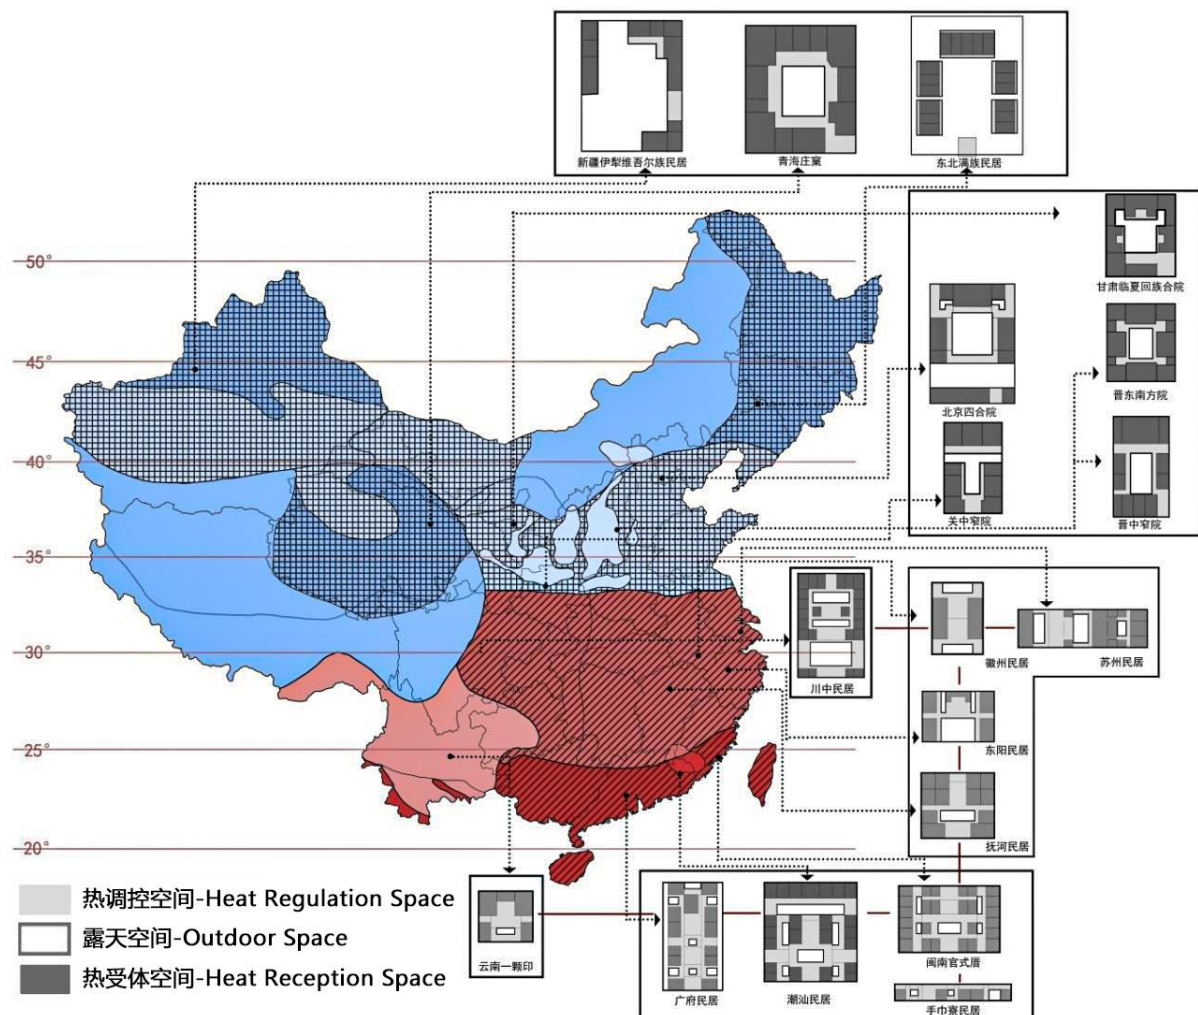 新疆伊犁维吾尔族民居
青海庄窠
东北满族民居
甘肃临夏回族合院
北京四合院
晋东南方院
关中窄院
晋中窄院
50°
45°
40°
35°
30°
25°
20°
川中民居
徽州民居
苏州民居
东阳民居
抚河民居
云南一颗印
广府民居
潮汕民居
闽南官式厝
手巾寮民居
热调控空间-Heat Regulation Space
露天空间-Outdoor Space
热受体空间-Heat Reception Space